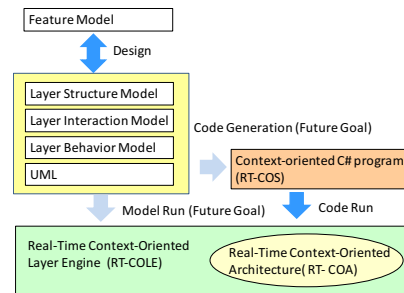 Feature Model
Design
Layer Structure Model
Layer Interaction Model
Layer Behavior Model
UML
Code Generation (Future Goal)
Context-oriented C# program
(RT-COS)
Model Run (Future Goal)
Code Run
Real-Time Context-Oriented
Layer Engine (RT-COLE)
Real-Time Context-Oriented
Architecture( RT- COA)